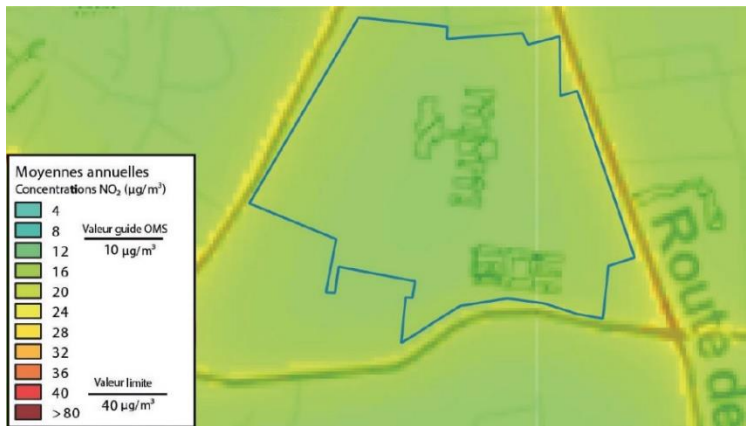 Moyennes annuelles
Concentrations NO₂ (µg/m³)
4
8
Valeur guide OMS
12
10 µg/m³
16
20
24
28
32
36
Valeur limite
40
40 µg/m³
>80
Route de